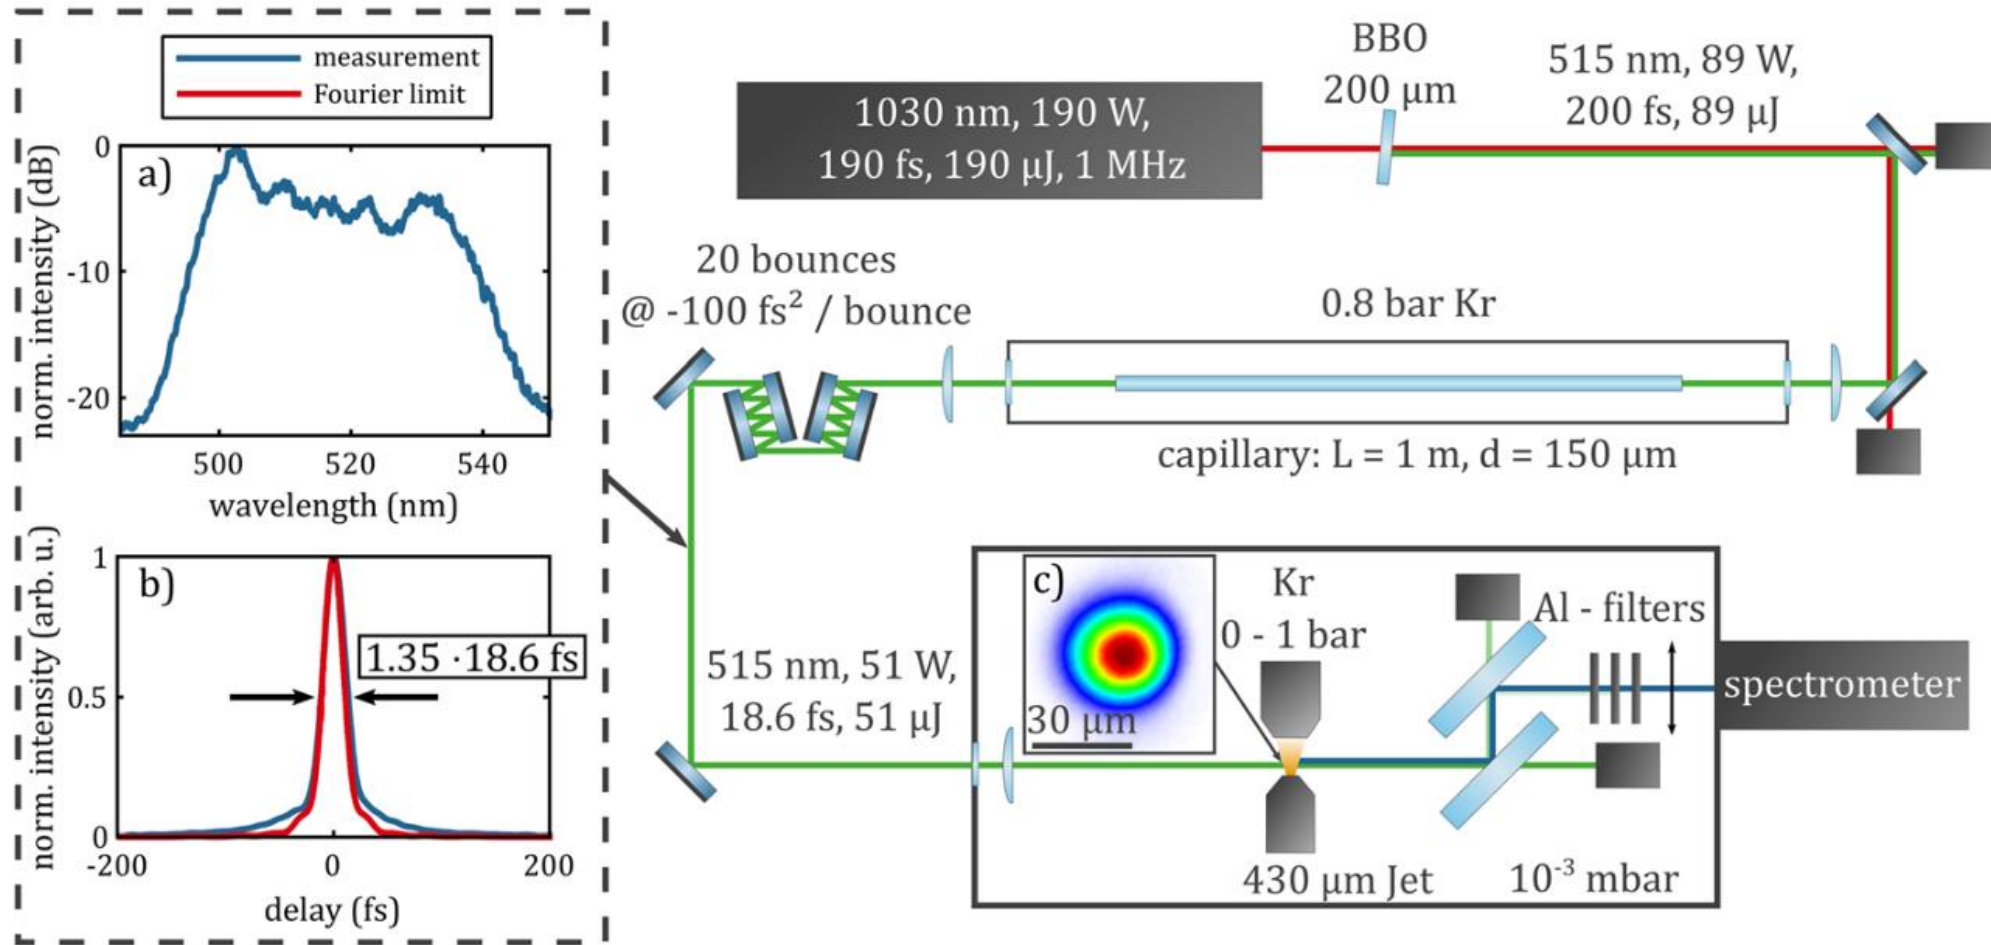 measurement
Fourier limit
a)
norm. intensity (dB)
0
-10
-20
500
520
540
wavelength (nm)
b)
norm. intensity (arb. u.)
1
0.5
0
1.35 ·18.6 fs
-200
0
200
delay (fs)
1030 nm, 190 W,
190 fs, 190 µJ, 1 MHz
BBO
200 µm
515 nm, 89 W,
200 fs, 89 µJ
20 bounces
@ -100 fs² / bounce
0.8 bar Kr
capillary: L = 1 m, d = 150 µm
515 nm, 51 W,
18.6 fs, 51 µJ
c)
30 µm
Kr
0 - 1 bar
430 µm Jet
Al - filters
spectrometer
10⁻³ mbar